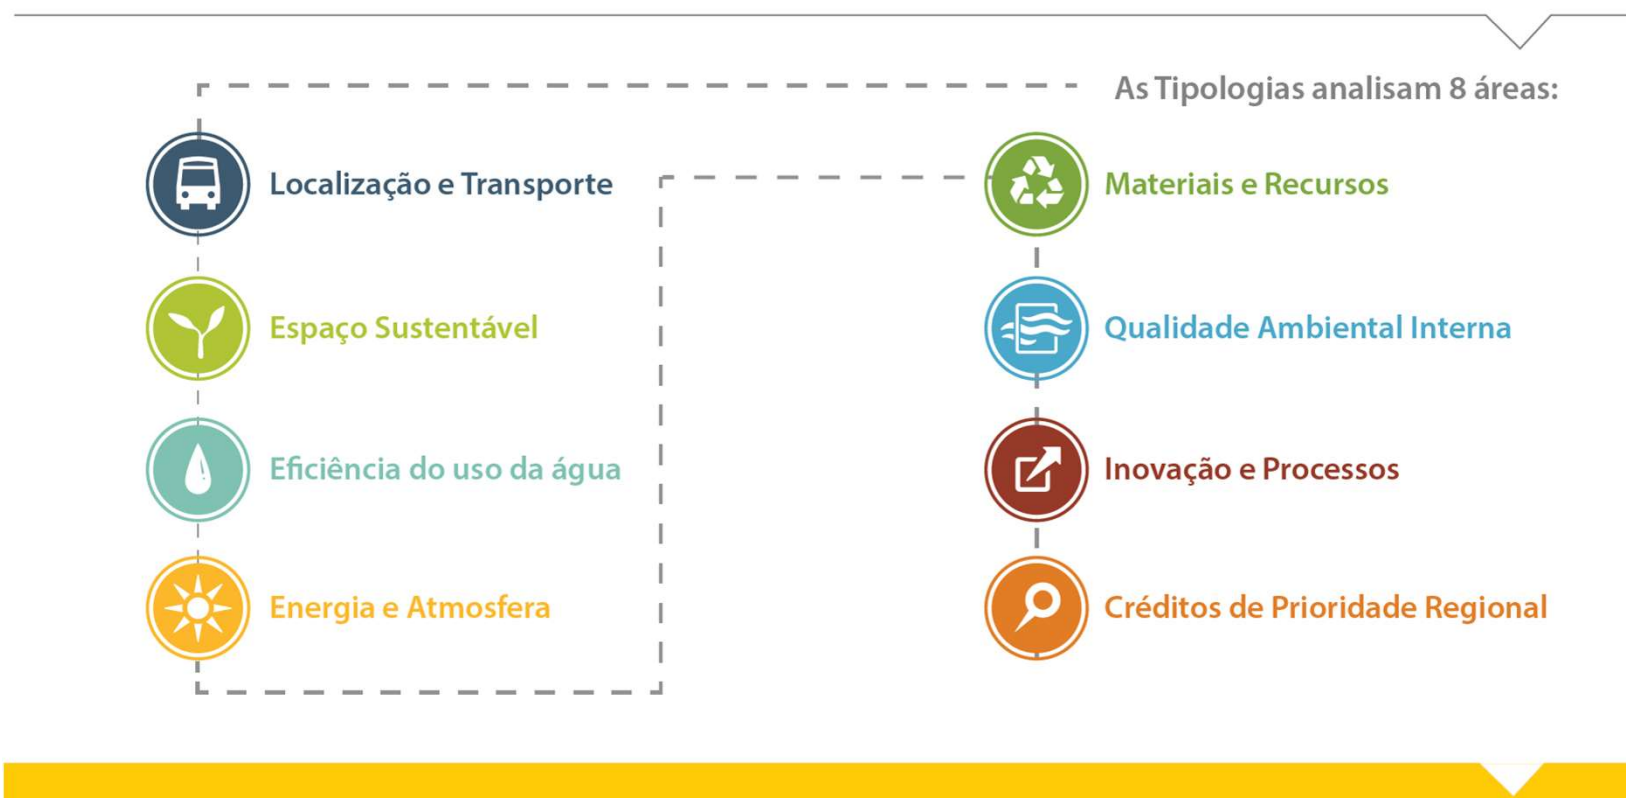 As Tipologias analisam 8 áreas:
Localização e Transporte
Espaço Sustentável
Eficiência do uso da água
Energia e Atmosfera
Materiais e Recursos
Qualidade Ambiental Interna
Inovação e Processos
Créditos de Prioridade Regional